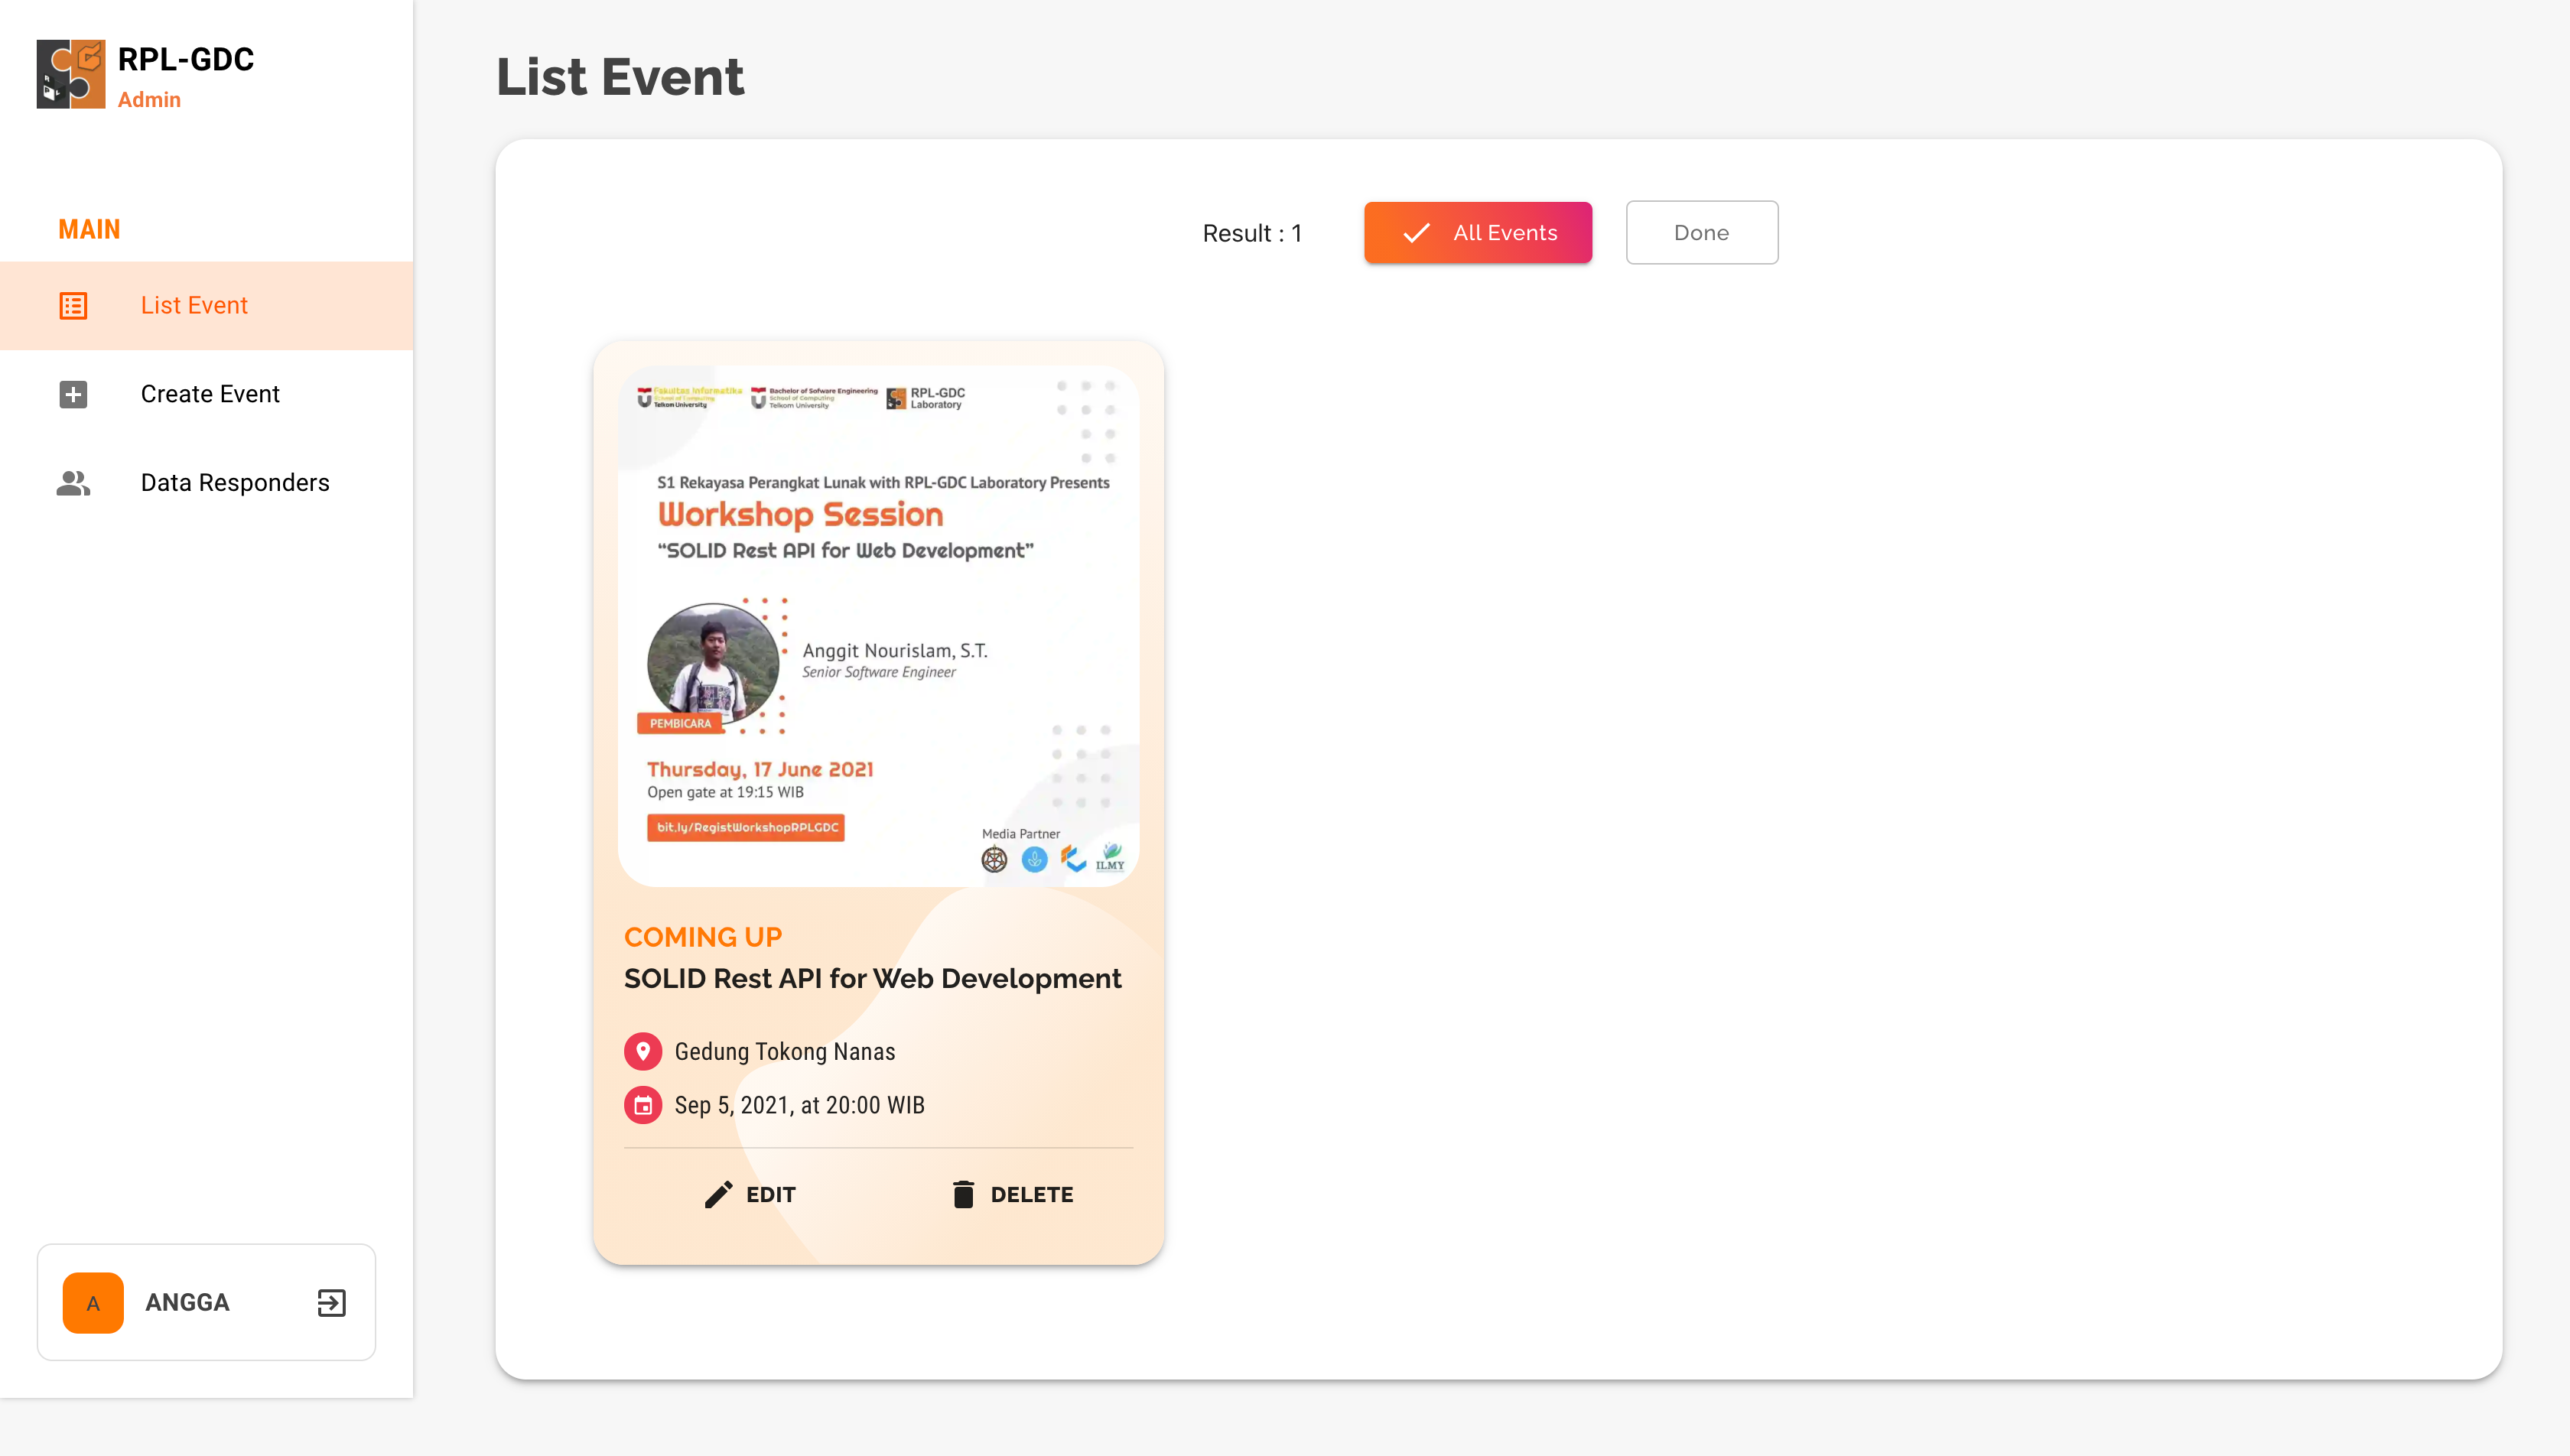 RPL-GDC
Admin
MAIN
List Event
Create Event
Data Responders
A ANGGA
List Event
Result : 1
All Events
Done
Fakultas Informatika
School of Computing
Telkom University
Bachelor of Sofware Engineering
School of Computing
Telkom University
RPL-GDC
Laboratory
S1 Rekayasa Perangkat Lunak with RPL-GDC Laboratory Presents
Workshop Session
“SOLID Rest API for Web Development”
Anggit Nourislam, S.T.
Senior Software Engineer
PEMBICARA
Thursday, 17 June 2021
Open gate at 19:15 WIB
bit.ly/RegistWorkshopRPLGDC
Media Partner
ILMY
COMING UP
SOLID Rest API for Web Development
Gedung Tokong Nanas
Sep 5, 2021, at 20:00 WIB
EDIT
DELETE